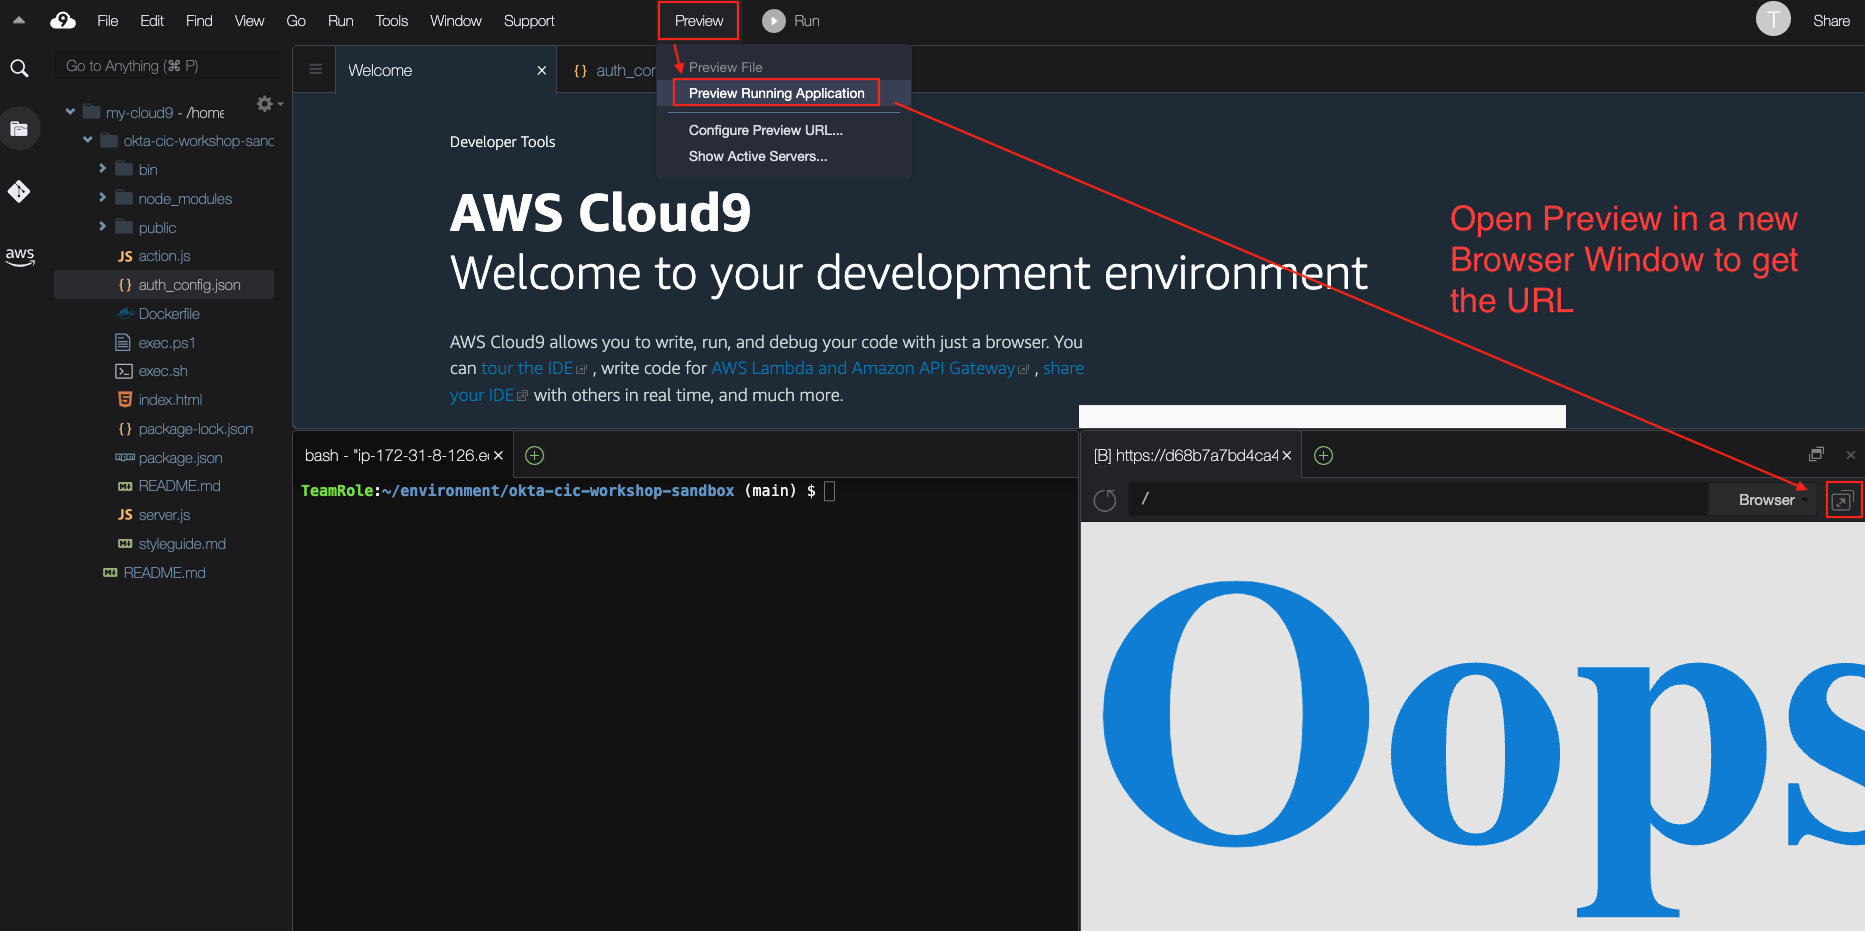 File Edit Find View Go Run Tools Window Support Preview Run T Share
Go to Anything (⌘ P)
my-cloud9 - /home
okta-cic-workshop-sand
bin
node_modules
public
JS action.js
{} auth_config.json
Dockerfile
exec.ps1
exec.sh
index.html
{} package-lock.json
package.json
README.md
JS server.js
styleguide.md
README.md
aws
Welcome × {} auth_con
Preview File
Preview Running Application
Configure Preview URL...
Show Active Servers...
Developer Tools
AWS Cloud9
Welcome to your development environment
AWS Cloud9 allows you to write, run, and debug your code with just a browser. You
can tour the IDE , write code for AWS Lambda and Amazon API Gateway , share
your IDE with others in real time, and much more.
Open Preview in a new
Browser Window to get
the URL
bash - "ip-172-31-8-126.e ×
TeamRole:~/environment/okta-cic-workshop-sandbox (main) $
[B] https://d68b7a7bd4ca4 ×
/ Browser
Oops